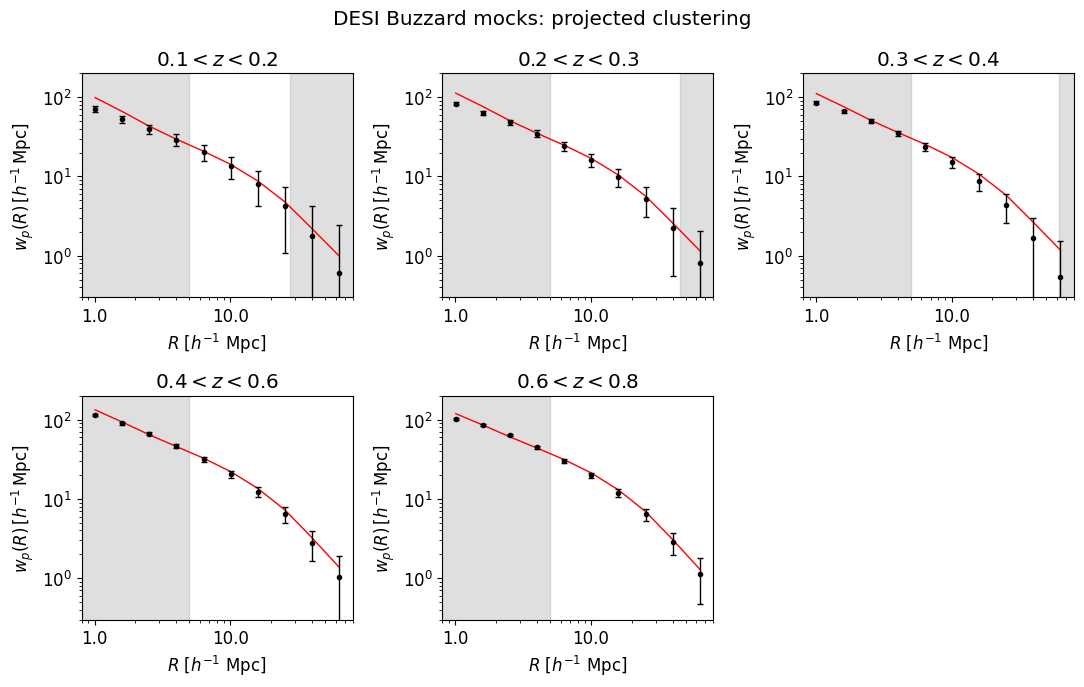 DESI Buzzard mocks: projected clustering
0.1 < z < 0.2
10²
10¹
10⁰
w_p(R) [h⁻¹ Mpc]
1.0 10.0
R [h⁻¹ Mpc]
0.2 < z < 0.3
10²
10¹
10⁰
w_p(R) [h⁻¹ Mpc]
1.0 10.0
R [h⁻¹ Mpc]
0.3 < z < 0.4
10²
10¹
10⁰
w_p(R) [h⁻¹ Mpc]
1.0 10.0
R [h⁻¹ Mpc]
0.4 < z < 0.6
10²
10¹
10⁰
w_p(R) [h⁻¹ Mpc]
1.0 10.0
R [h⁻¹ Mpc]
0.6 < z < 0.8
10²
10¹
10⁰
w_p(R) [h⁻¹ Mpc]
1.0 10.0
R [h⁻¹ Mpc]